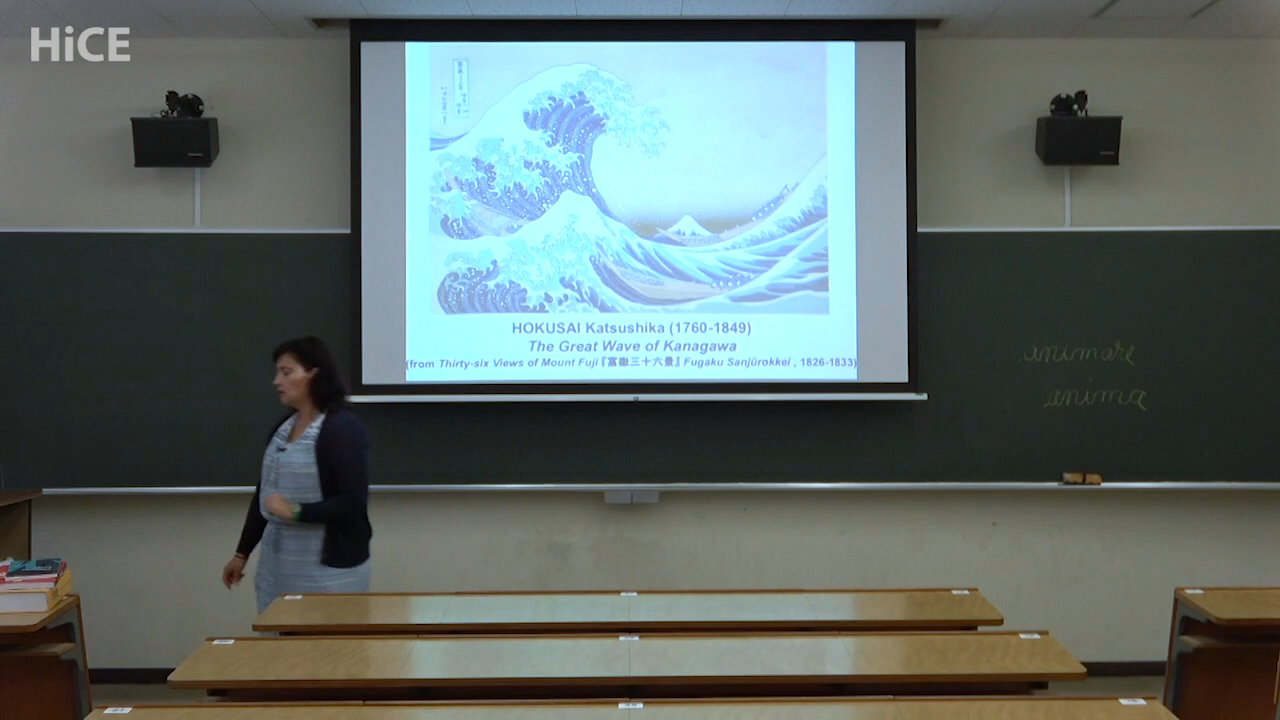 HiCE
HOKUSAI Katsushika (1760-1849)
The Great Wave of Kanagawa
(from Thirty-six Views of Mount Fuji『富嶽三十六景』Fugaku Sanjûrokkei , 1826-1833)
animare
anima